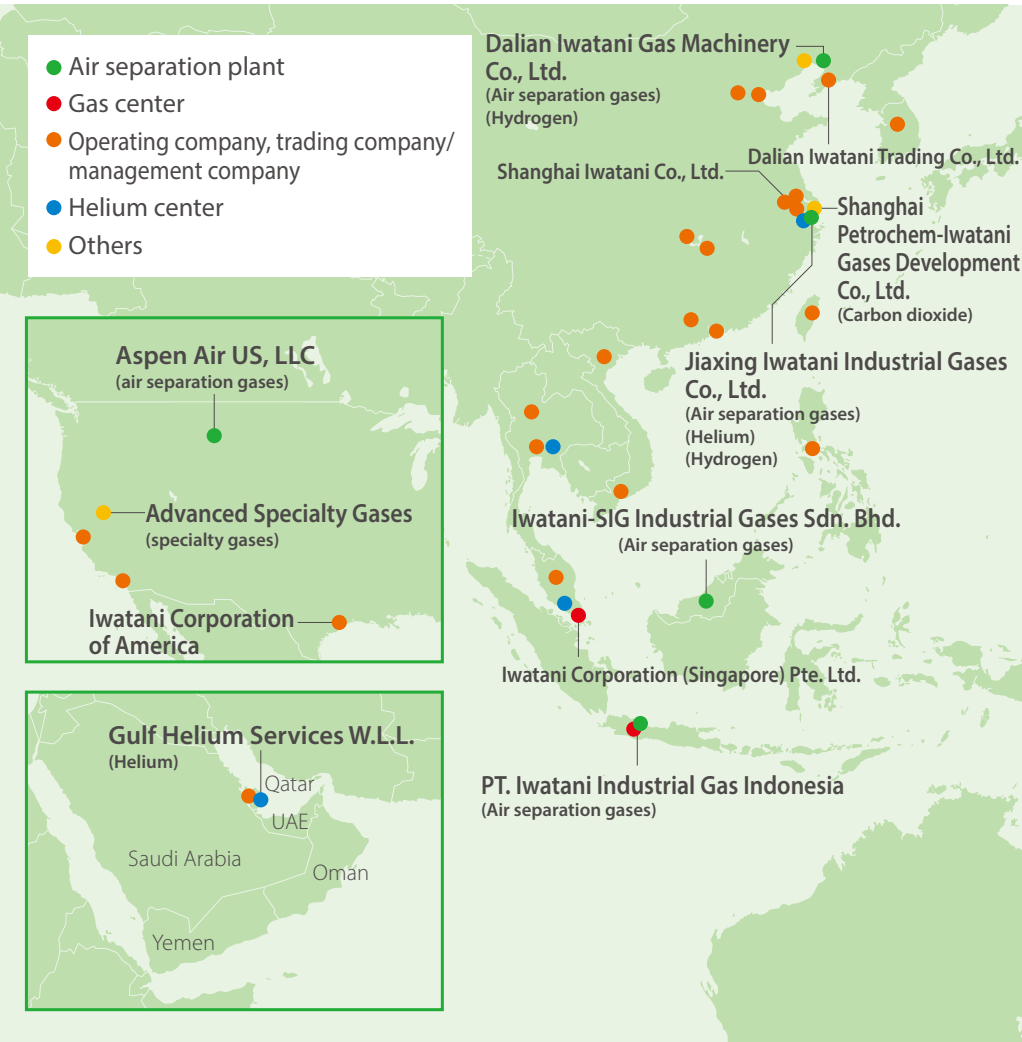 Air separation plant
Gas center
Operating company, trading company/
management company
Helium center
Others
Dalian Iwatani Gas Machinery
Co., Ltd.
(Air separation gases)
(Hydrogen)
Dalian Iwatani Trading Co., Ltd.
Shanghai Iwatani Co., Ltd.
Shanghai
Petrochem-Iwatani
Gases Development
Co., Ltd.
(Carbon dioxide)
Jiaxing Iwatani Industrial Gases
Co., Ltd.
(Air separation gases)
(Helium)
(Hydrogen)
Aspen Air US, LLC
(air separation gases)
Advanced Specialty Gases
(specialty gases)
Iwatani Corporation
of America
Iwatani-SIG Industrial Gases Sdn. Bhd.
(Air separation gases)
Iwatani Corporation (Singapore) Pte. Ltd.
PT. Iwatani Industrial Gas Indonesia
(Air separation gases)
Gulf Helium Services W.L.L.
(Helium)
Qatar
UAE
Saudi Arabia
Oman
Yemen